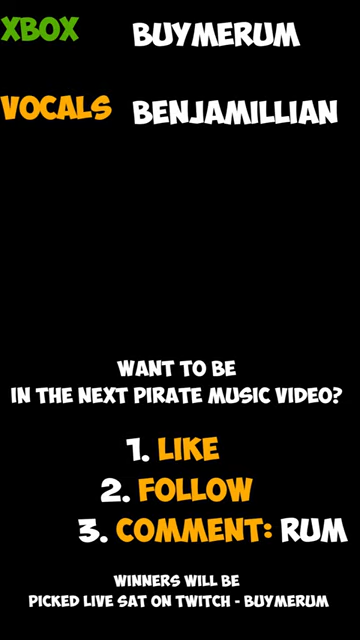 XBOX BUYMERUM
VOCALS BENJAMILLIAN
WANT TO BE
IN THE NEXT PIRATE MUSIC VIDEO?
1. LIKE
2. FOLLOW
3. COMMENT: RUM
WINNERS WILL BE
PICKED LIVE SAT ON TWITCH - BUYMERUM